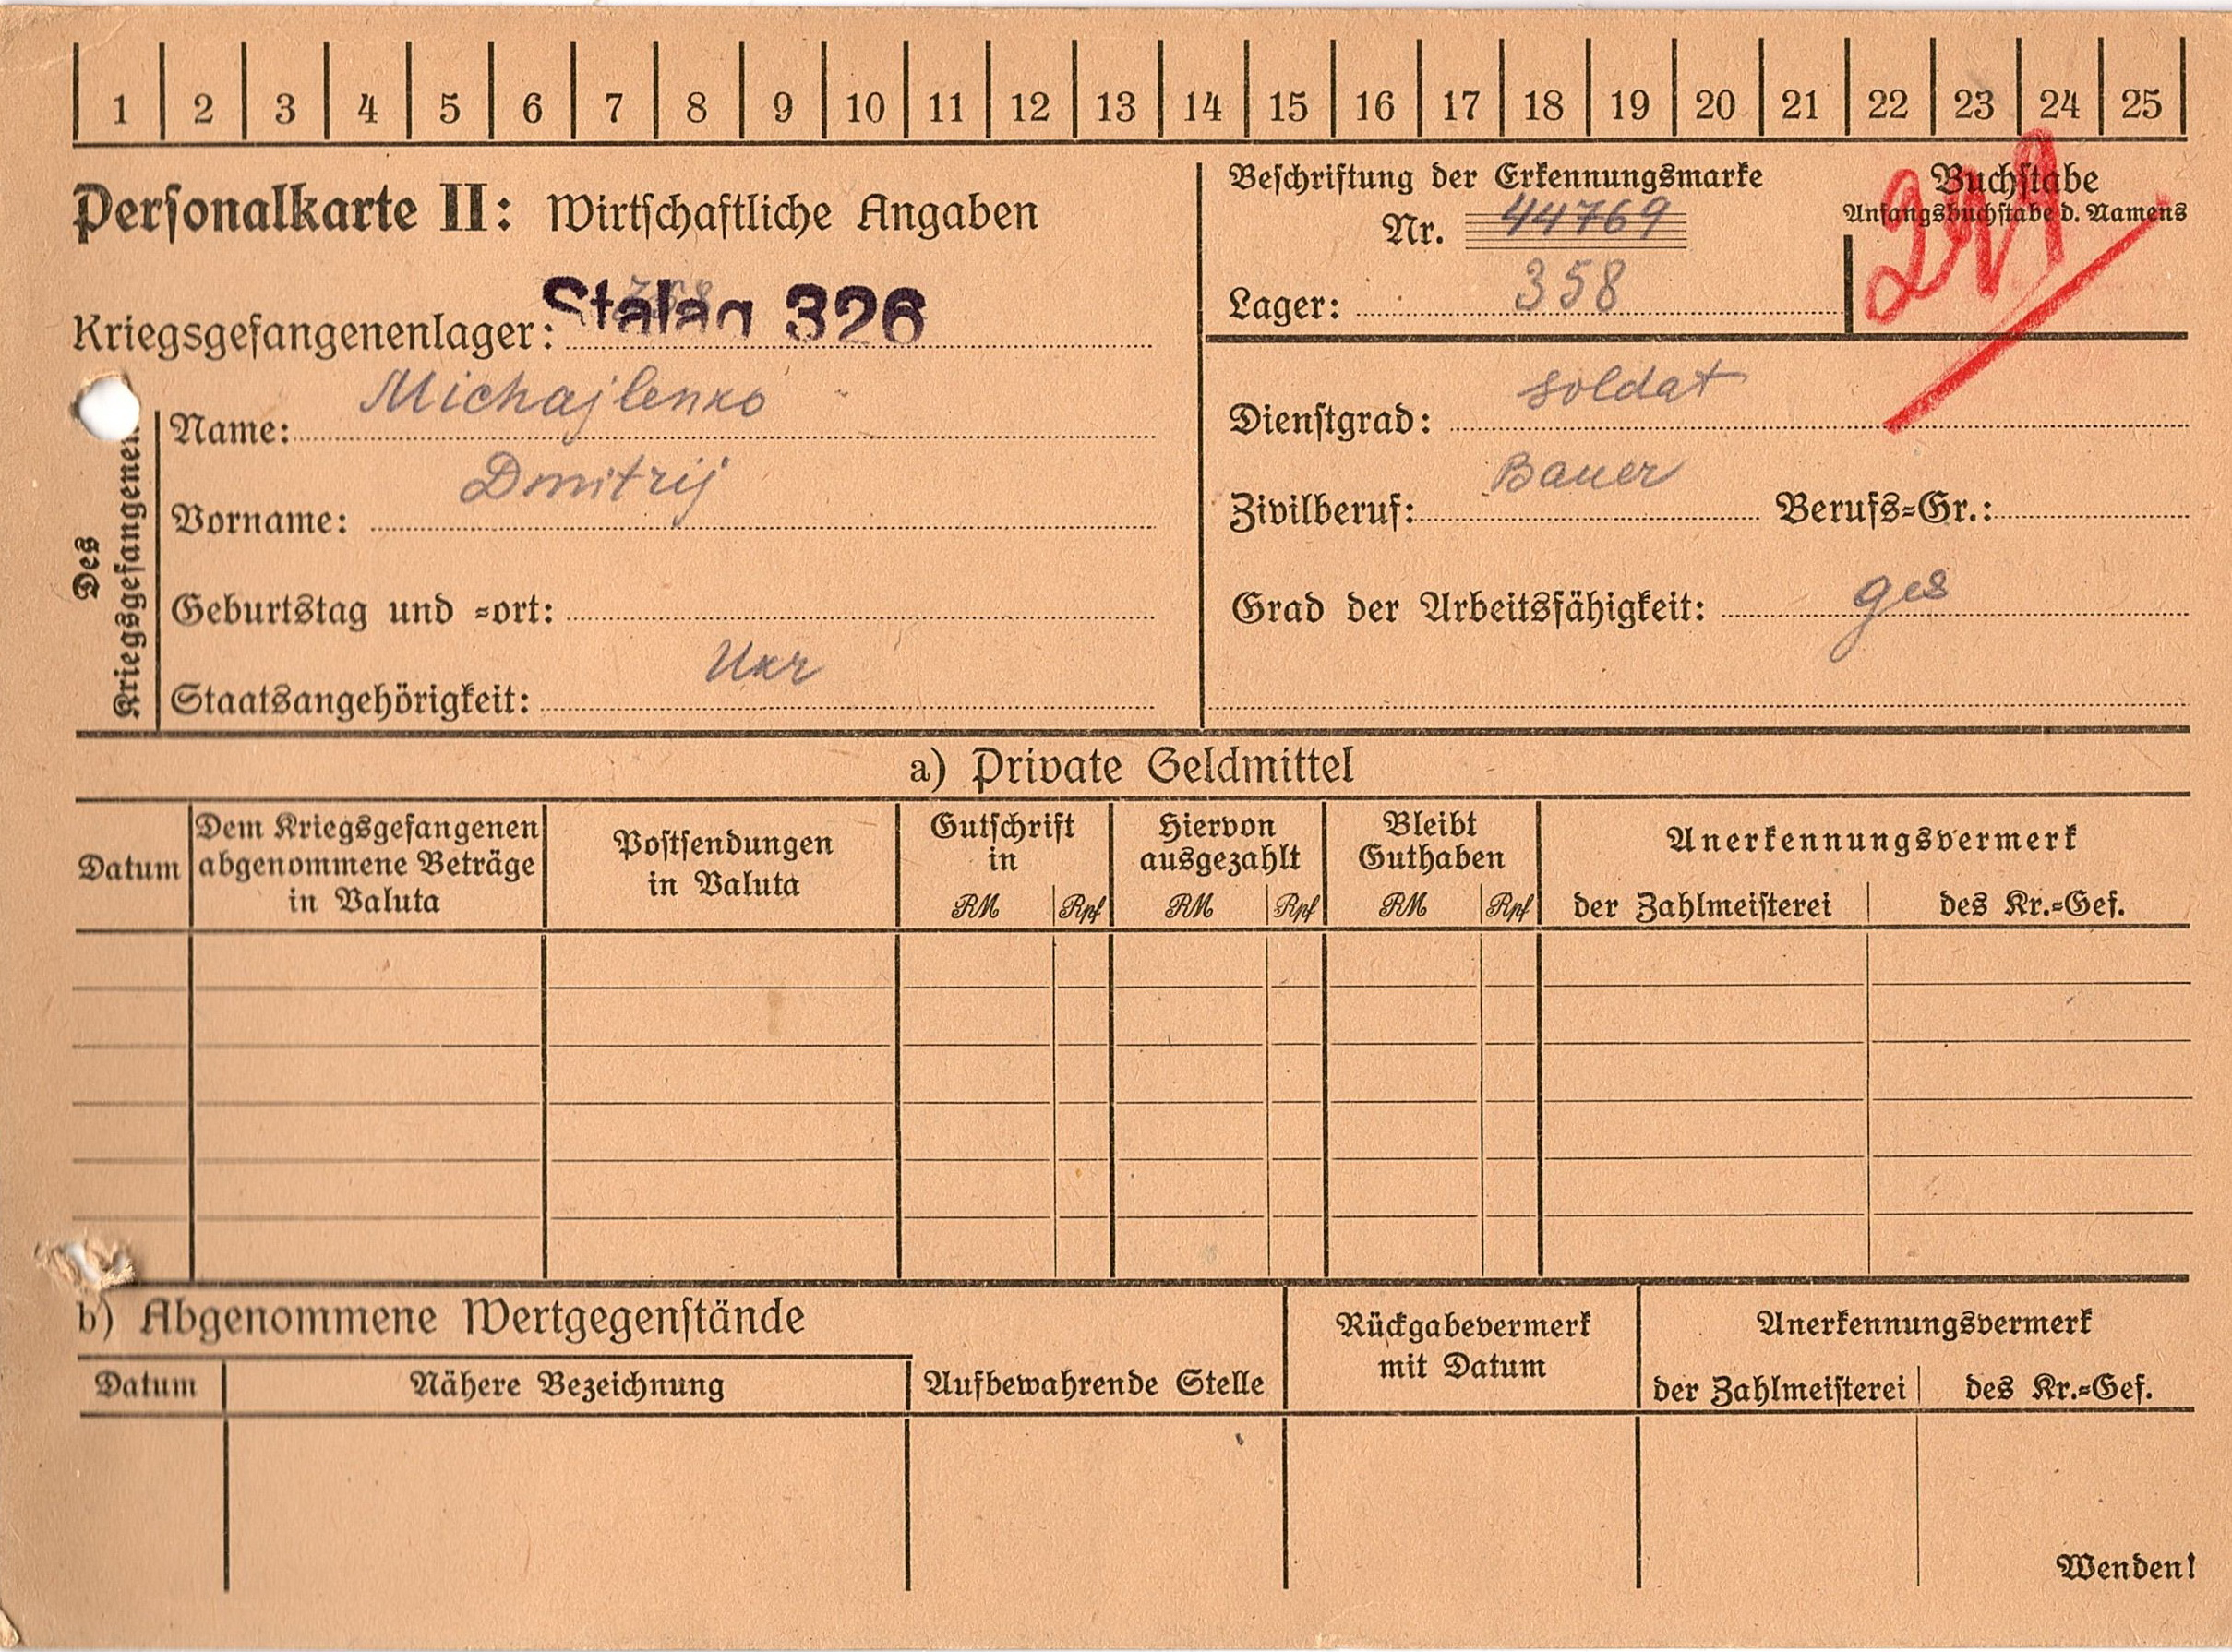 1 2 3 4 5 6 7 8 9 10 11 12 13 14 15 16 17 18 19 20 21 22 23 24 25
Personalkarte II: Wirtschaftliche Angaben
Kriegsgefangenenlager: Stalag 326
Des
Kriegsgefangenen
Name: Michajlenko
Vorname: Dmitrij
Geburtstag und =ort:
Staatsangehörigkeit: Ukr
Beschriftung der Erkennungsmarke
Nr. 44769
Lager: 358
Buchstabe
Anfangsbuchstabe d. Namens
Dienstgrad: soldat
Zivilberuf: Bauer Berufs=Gr.:
Grad der Arbeitsfähigkeit: ges
a) Private Geldmittel
Datum
Dem Kriegsgefangenen
abgenommene Beträge
in Valuta
Postsendungen
in Valuta
Gutschrift
in
RM Rpf
Hiervon
ausgezahlt
RM Rpf
Bleibt
Guthaben
RM Rpf
Anerkennungsvermerk
der Zahlmeisterei des Kr.=Gef.
b) Abgenommene Wertgegenstände
Datum Nähere Bezeichnung Aufbewahrende Stelle
Rückgabevermerk
mit Datum
Anerkennungsvermerk
der Zahlmeisterei des Kr.=Gef.
Wenden!